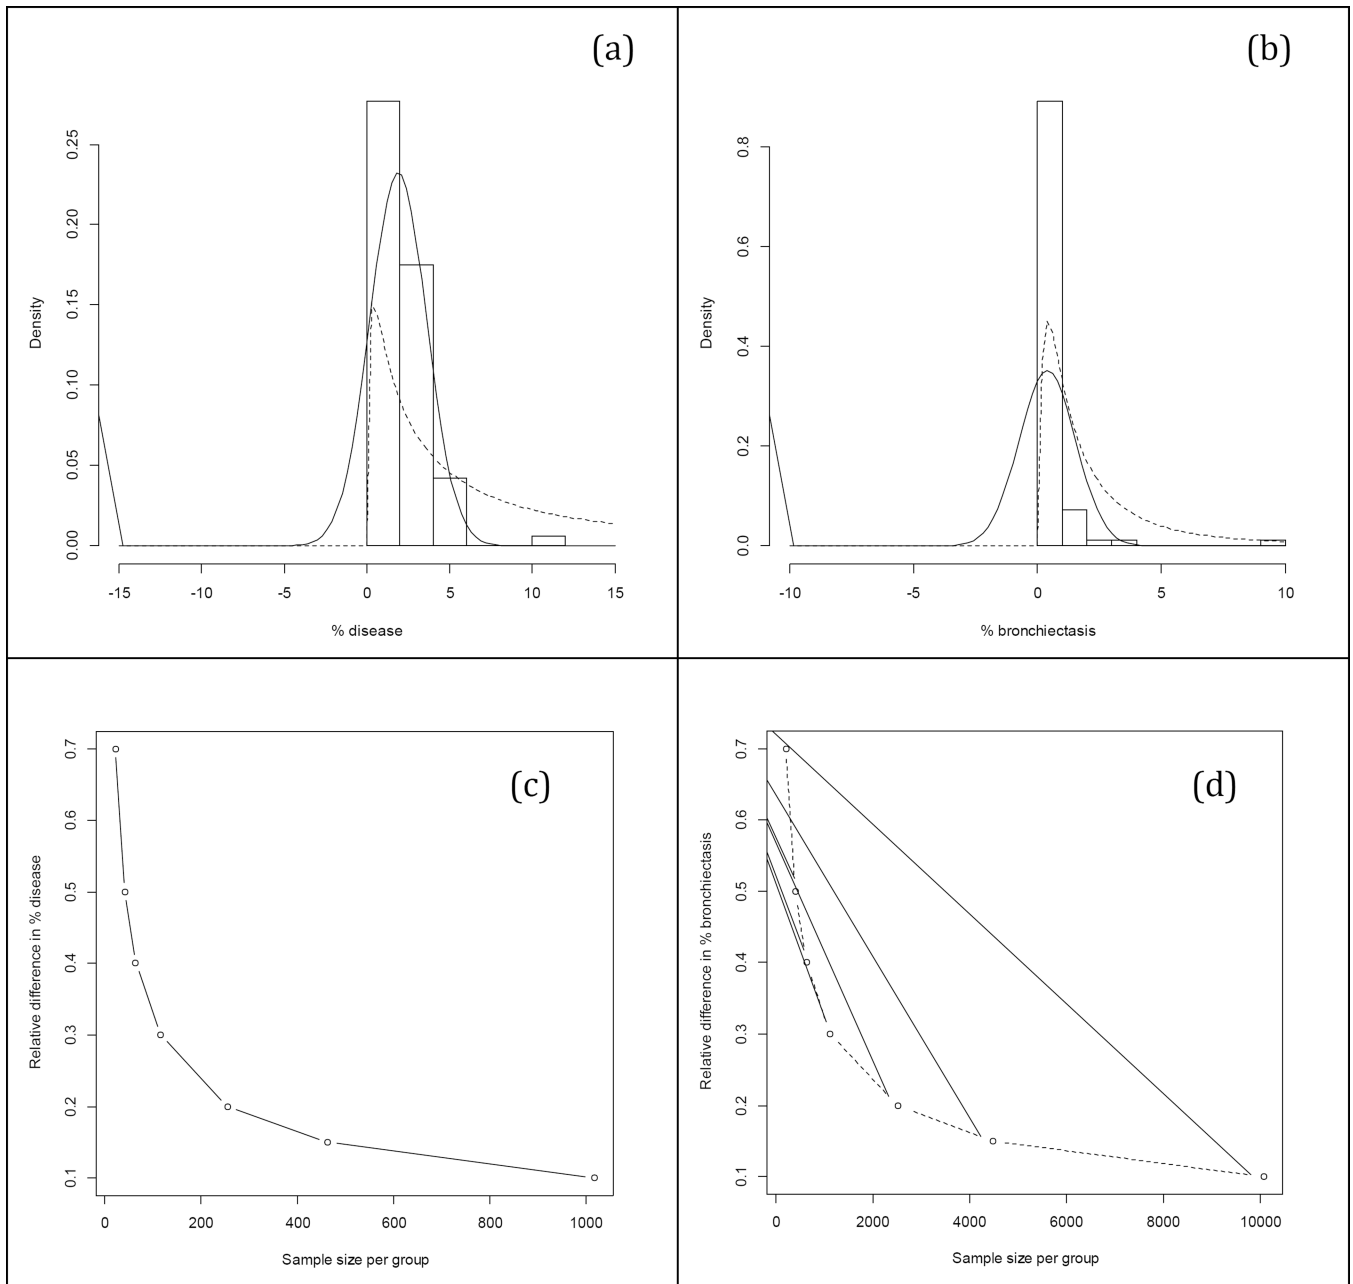 (a)
Density
0.25
0.20
0.15
0.10
0.05
0.00
-15 -10 -5 0 5 10 15
% disease
(b)
Density
0.8
0.6
0.4
0.2
0.0
-10 -5 0 5 10
% bronchiectasis
(c)
Relative difference in % disease
0.7
0.6
0.5
0.4
0.3
0.2
0.1
0 200 400 600 800 1000
Sample size per group
(d)
Relative difference in % bronchiectasis
0.7
0.6
0.5
0.4
0.3
0.2
0.1
0 2000 4000 6000 8000 10000
Sample size per group